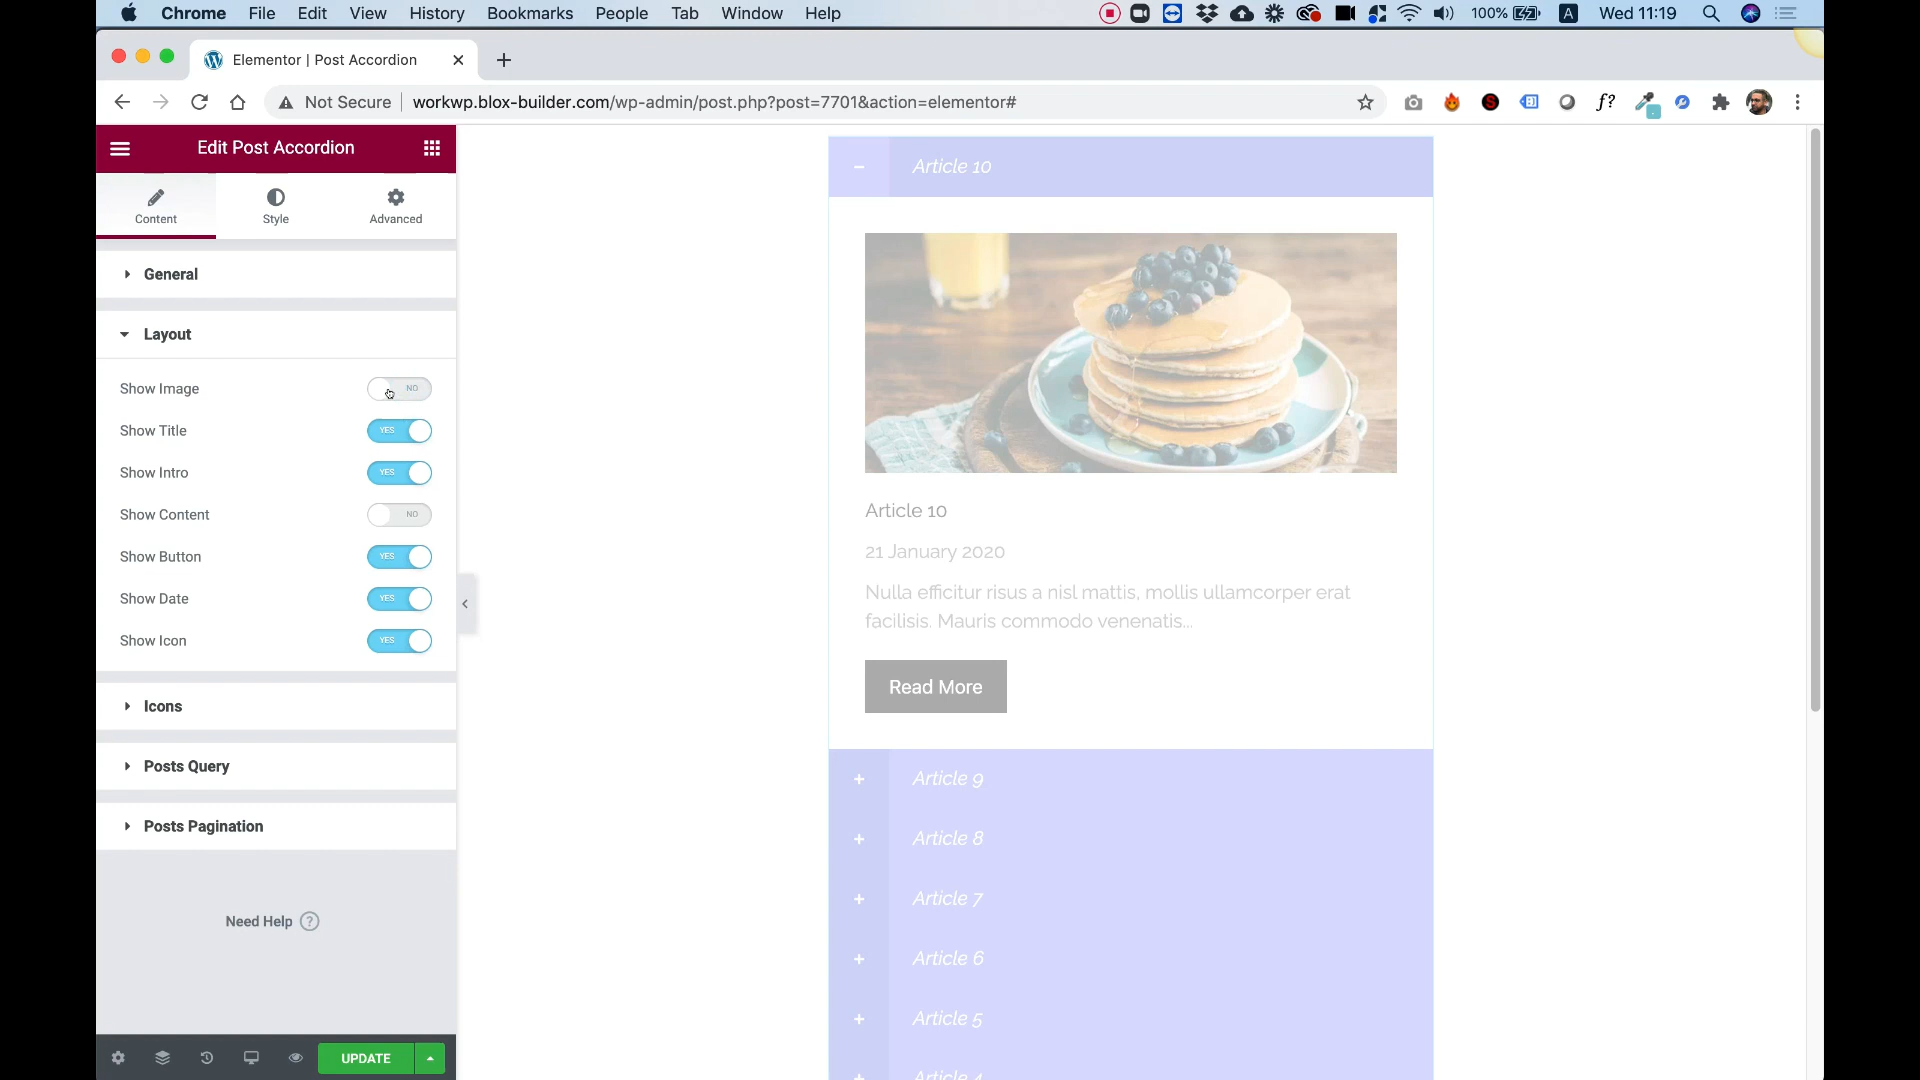 Chrome File Edit View History Bookmarks People Tab Window Help 100% A Wed 11:19
Elementor | Post Accordion
Not Secure workwp.blox-builder.com/wp-admin/post.php?post=7701&action=elementor# S f?
Edit Post Accordion
Content Style Advanced
General
Layout
Show Image NO
Show Title YES
Show Intro YES
Show Content NO
Show Button YES
Show Date YES
Show Icon YES
Icons
Posts Query
Posts Pagination
Need Help ?
UPDATE
Article 10
Article 10
21 January 2020
Nulla efficitur risus a nisl mattis, mollis ullamcorper erat
facilisis. Mauris commodo venenatis...
Read More
Article 9
Article 8
Article 7
Article 6
Article 5
Article 4